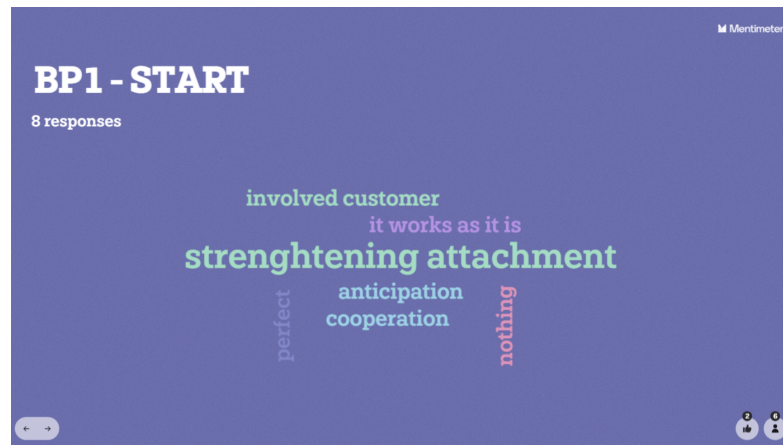 Mentimeter
BP1 - START
8 responses
involved customer
it works as it is
strenghtening attachment
anticipation
cooperation
perfect
nothing
2
6